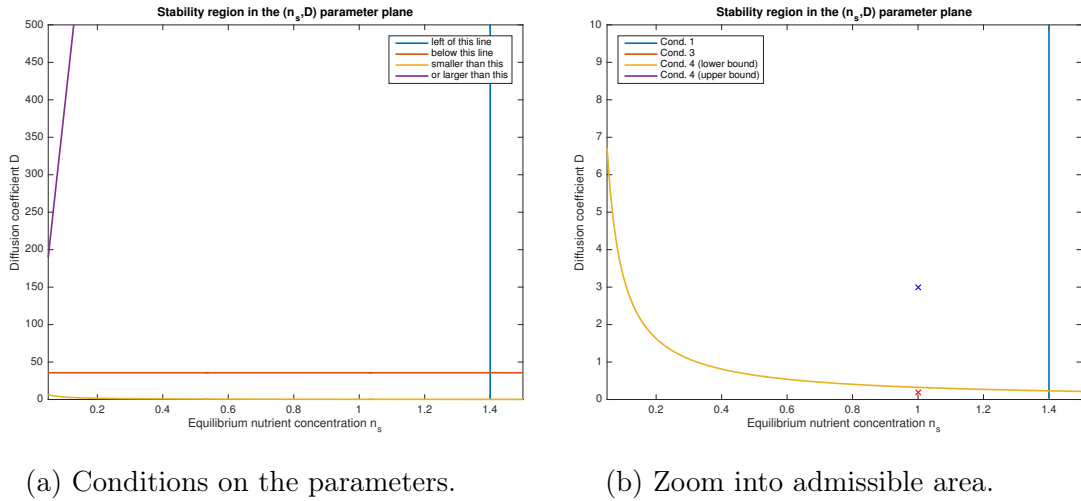 Stability region in the (n_s,D) parameter plane
500
450
400
350
300
250
200
150
100
50
0
Diffusion coefficient D
left of this line
below this line
smaller than this
or larger than this
0.2 0.4 0.6 0.8 1 1.2 1.4
Equilibrium nutrient concentration n_s
(a) Conditions on the parameters.
Stability region in the (n_s,D) parameter plane
10
9
8
7
6
5
4
3
2
1
0
Diffusion coefficient D
Cond. 1
Cond. 3
Cond. 4 (lower bound)
Cond. 4 (upper bound)
0.2 0.4 0.6 0.8 1 1.2 1.4
Equilibrium nutrient concentration n_s
(b) Zoom into admissible area.